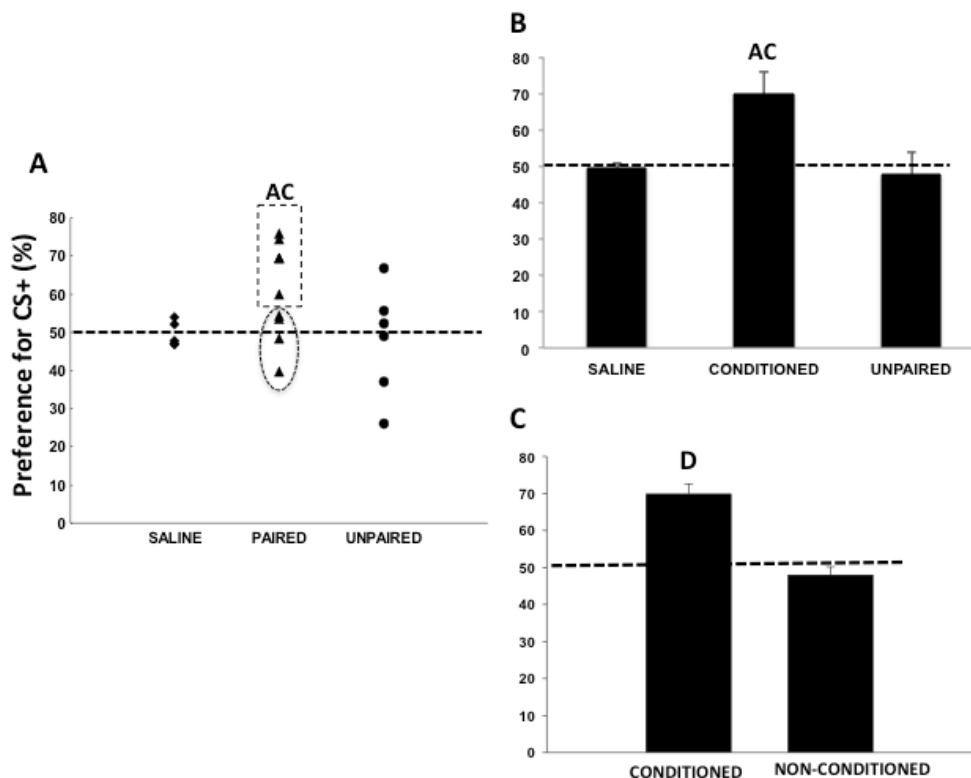 A
Preference for CS+ (%)
80
70
60
50
40
30
20
10
0
AC
SALINE PAIRED UNPAIRED
B
80
70
60
50
40
30
20
10
0
AC
SALINE CONDITIONED UNPAIRED
C
80
70
60
50
40
30
20
10
0
D
CONDITIONED NON-CONDITIONED